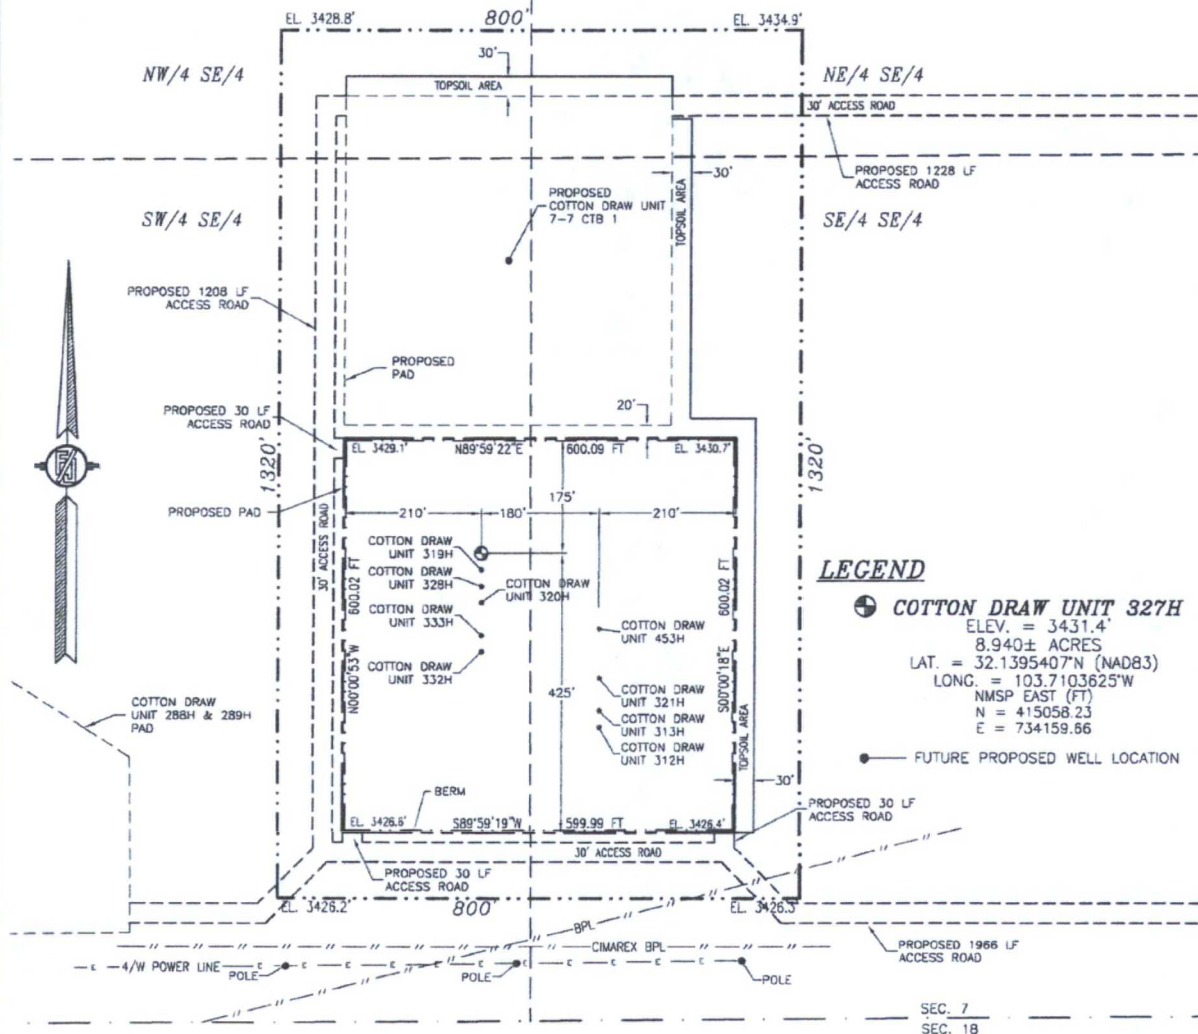 EL. 3428.8'
800'
EL. 3434.9'
30'
NW/4 SE/4
TOPSOIL AREA
NE/4 SE/4
30' ACCESS ROAD
PROPOSED 1228 LF
ACCESS ROAD
30'
PROPOSED
COTTON DRAW UNIT
7-7 CTB 1
TOPSOIL AREA
SW/4 SE/4
SE/4 SE/4
PROPOSED 1208 LF
ACCESS ROAD
PROPOSED
PAD
PROPOSED 30 LF
ACCESS ROAD
20'
1320'
1320'
EL 3429.1'
N89°59'22"E
600.09 FT
EL 3430.7'
PROPOSED PAD
175'
210'
180'
210'
30' ACCESS ROAD
600.02 FT
N00°00'53"W
COTTON DRAW
UNIT 319H
COTTON DRAW
UNIT 328H
COTTON DRAW
UNIT 320H
COTTON DRAW
UNIT 333H
COTTON DRAW
UNIT 332H
COTTON DRAW
UNIT 453H
COTTON DRAW
UNIT 321H
COTTON DRAW
UNIT 313H
COTTON DRAW
UNIT 312H
425'
600.02 FT
S00°00'18"E
TOPSOIL AREA
30'
LEGEND
COTTON DRAW UNIT 327H
ELEV. = 3431.4'
8.940± ACRES
LAT. = 32.1395407°N (NAD83)
LONG. = 103.7103625°W
NMSP EAST (FT)
N = 415058.23
E = 734159.66
FUTURE PROPOSED WELL LOCATION
COTTON DRAW
UNIT 288H & 289H
PAD
BERM
EL 3426.6'
S89°59'19"W
599.99 FT
EL 3426.4'
PROPOSED 30 LF
ACCESS ROAD
30' ACCESS ROAD
PROPOSED 30 LF
ACCESS ROAD
EL. 3426.2'
800'
EL. 3426.3'
BPL
CIMAREX BPL
PROPOSED 1966 LF
ACCESS ROAD
E 4/W POWER LINE E E E E E E E E E
POLE
POLE
POLE
SEC. 7
SEC. 18